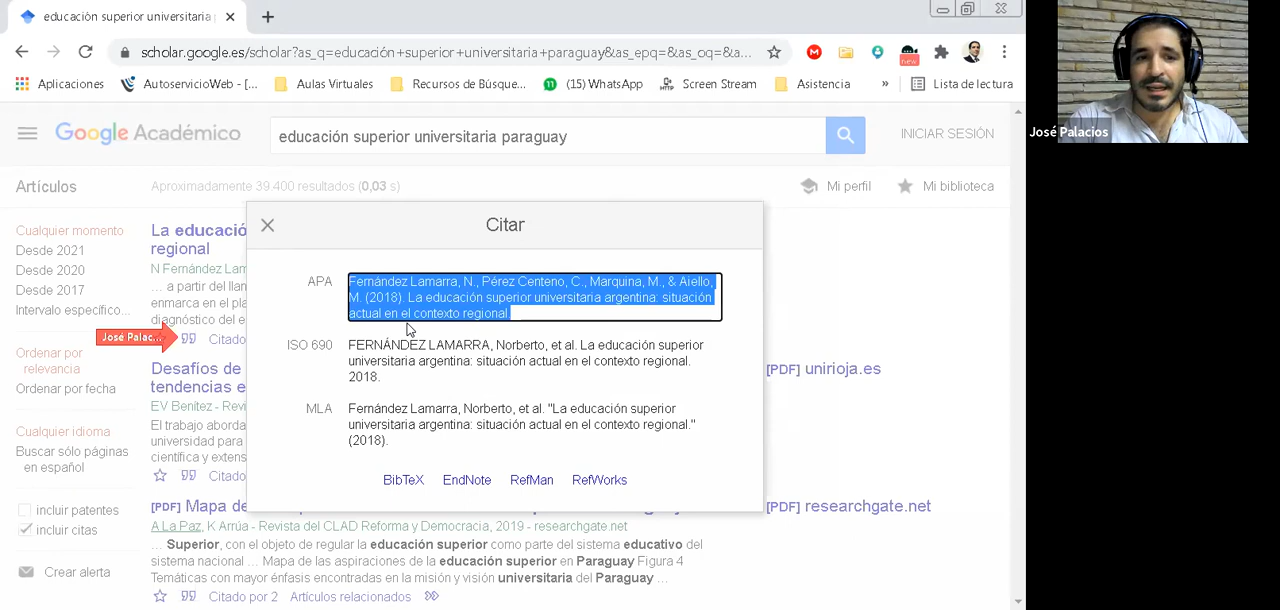 educación superior universitaria
scholar.google.es/scholar?as_q=educación+superior+universitaria+paraguay&as_epq=&as_oq=&a...
new
Aplicaciones
AutoservicioWeb - [...
Aulas Virtuales
Recursos de Búsque...
11
(15) WhatsApp
Screen Stream
Asistencia
»
Lista de lectura
José Palacios
Google Académico
educación superior universitaria paraguay
INICIAR SESIÓN
Artículos
Aproximadamente 39.400 resultados (0,03 s)
Mi perfil
Mi biblioteca
Cualquier momento
Desde 2021
Desde 2020
Desde 2017
Intervalo específico...
Ordenar por
relevancia
Ordenar por fecha
Cualquier idioma
Buscar sólo páginas
en español
incluir patentes
incluir citas
Crear alerta
La educació
regional
N Fernández Lam
... a partir del llan
enmarca en el pla
diagnóstico del e
José Palac...
Citado
Desafíos de
tendencias e
EV Benítez - Revi
El trabajo aborda
universidad para
científica y extens
Citado
[PDF] unirioja.es
Citar
APA
Fernández Lamarra, N., Pérez Centeno, C., Marquina, M., & Aiello,
M. (2018). La educación superior universitaria argentina: situación
actual en el contexto regional.
ISO 690
FERNÁNDEZ LAMARRA, Norberto, et al. La educación superior
universitaria argentina: situación actual en el contexto regional.
2018.
MLA
Fernández Lamarra, Norberto, et al. "La educación superior
universitaria argentina: situación actual en el contexto regional."
(2018).
BibTeX
EndNote
RefMan
RefWorks
[PDF] Mapa de
[PDF] researchgate.net
A La Paz, K Arrúa - Revista del CLAD Reforma y Democracia, 2019 - researchgate.net
... Superior, con el objeto de regular la educación superior como parte del sistema educativo del
sistema nacional ... Mapa de las aspiraciones de la educación superior en Paraguay Figura 4
Temáticas con mayor énfasis encontradas en la misión y visión universitaria del Paraguay ...
Citado por 2
Artículos relacionados